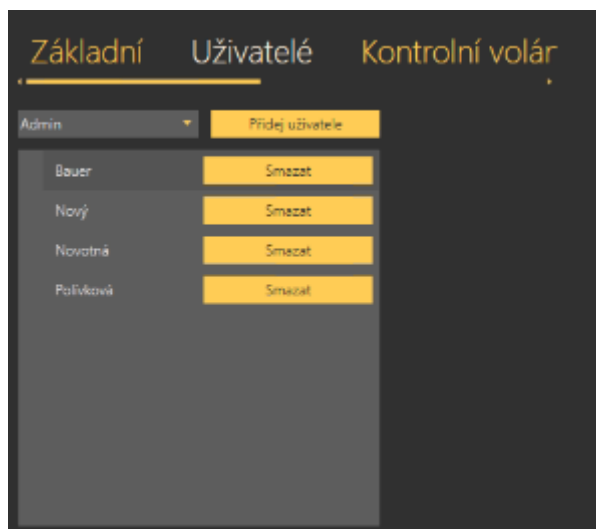 Základní Uživatelé Kontrolní volár
Admin Přidej uživatele
Bauer Smazat
Nový Smazat
Novotná Smazat
Polívková Smazat